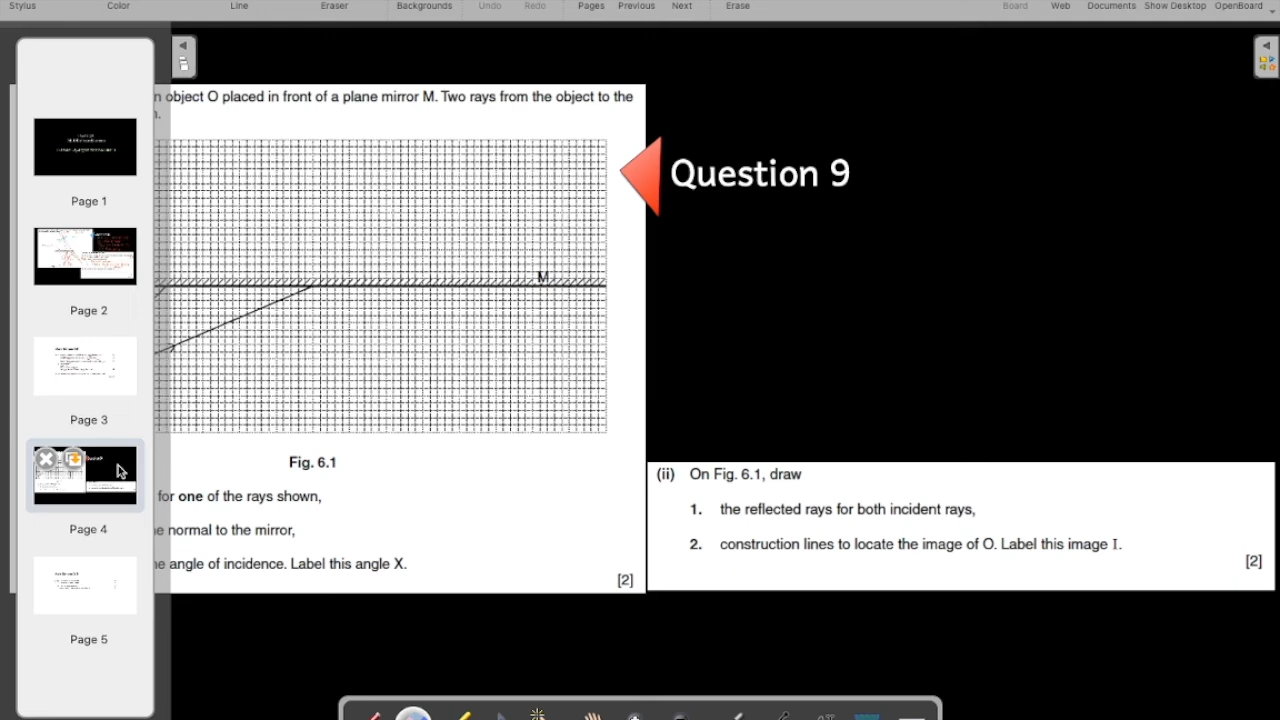 Stylus Color Line Eraser Backgrounds Undo Redo Pages Previous Next Erase Board Web Documents Show Desktop OpenBoard
n object O placed in front of a plane mirror M. Two rays from the object to the
Question 9
M
Fig. 6.1
for one of the rays shown,
e normal to the mirror,
e angle of incidence. Label this angle X.
[2]
(ii) On Fig. 6.1, draw
1. the reflected rays for both incident rays,
2. construction lines to locate the image of O. Label this image I.
[2]
Page 1
Page 2
Page 3
Page 4
Page 5